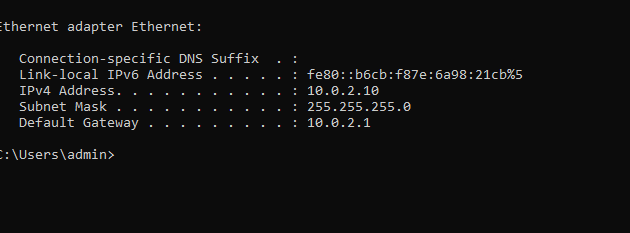 Ethernet adapter Ethernet:
Connection-specific DNS Suffix . :
Link-local IPv6 Address . . . . . : fe80::b6cb:f87e:6a98:21cb%5
IPv4 Address. . . . . . . . . . . : 10.0.2.10
Subnet Mask . . . . . . . . . . . : 255.255.255.0
Default Gateway . . . . . . . . . : 10.0.2.1
C:\Users\admin>